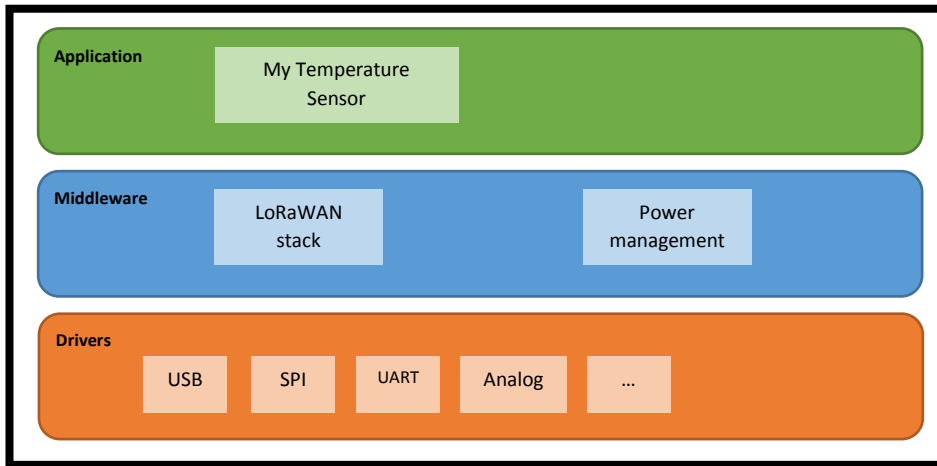 Application
My Temperature
Sensor
Middleware
LoRaWAN
stack
Power
management
Drivers
USB
SPI
UART
Analog
...